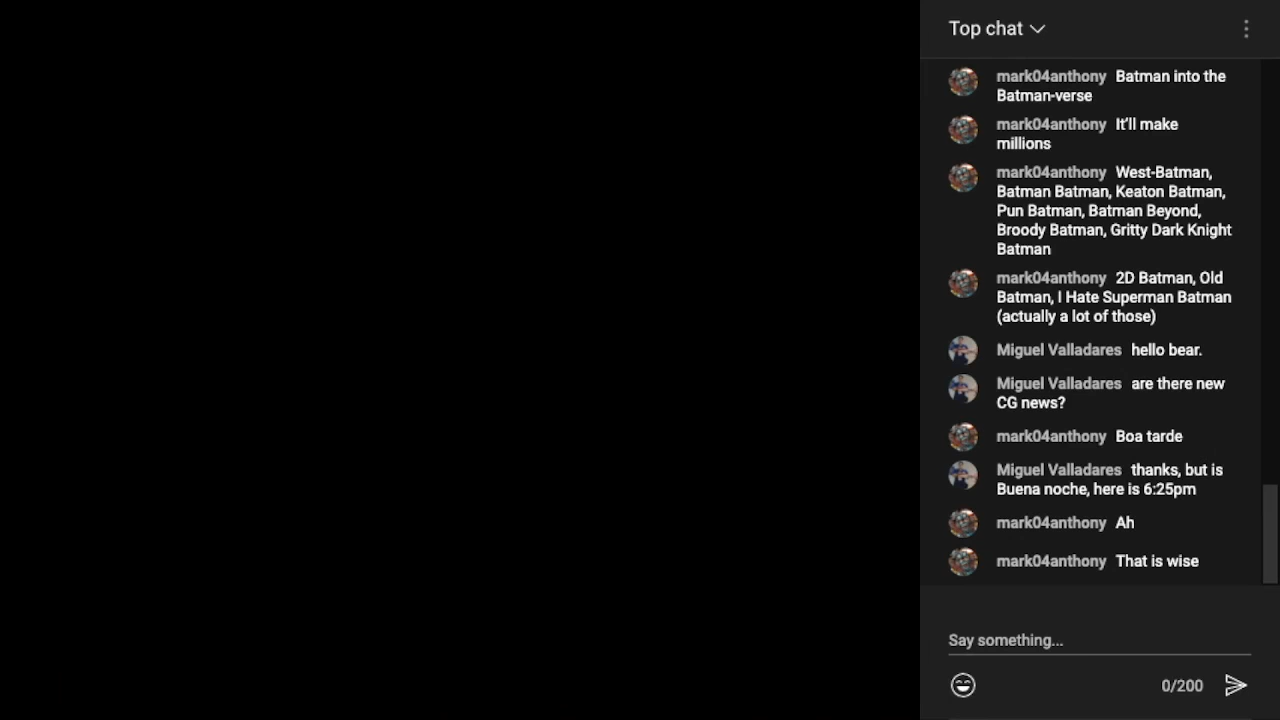 Top chat
mark04anthony Batman into the
Batman-verse
mark04anthony It'll make
millions
mark04anthony West-Batman,
Batman Batman, Keaton Batman,
Pun Batman, Batman Beyond,
Broody Batman, Gritty Dark Knight
Batman
mark04anthony 2D Batman, Old
Batman, I Hate Superman Batman
(actually a lot of those)
Miguel Valladares hello bear.
Miguel Valladares are there new
CG news?
mark04anthony Boa tarde
Miguel Valladares thanks, but is
Buena noche, here is 6:25pm
mark04anthony Ah
mark04anthony That is wise
Say something...
0/200